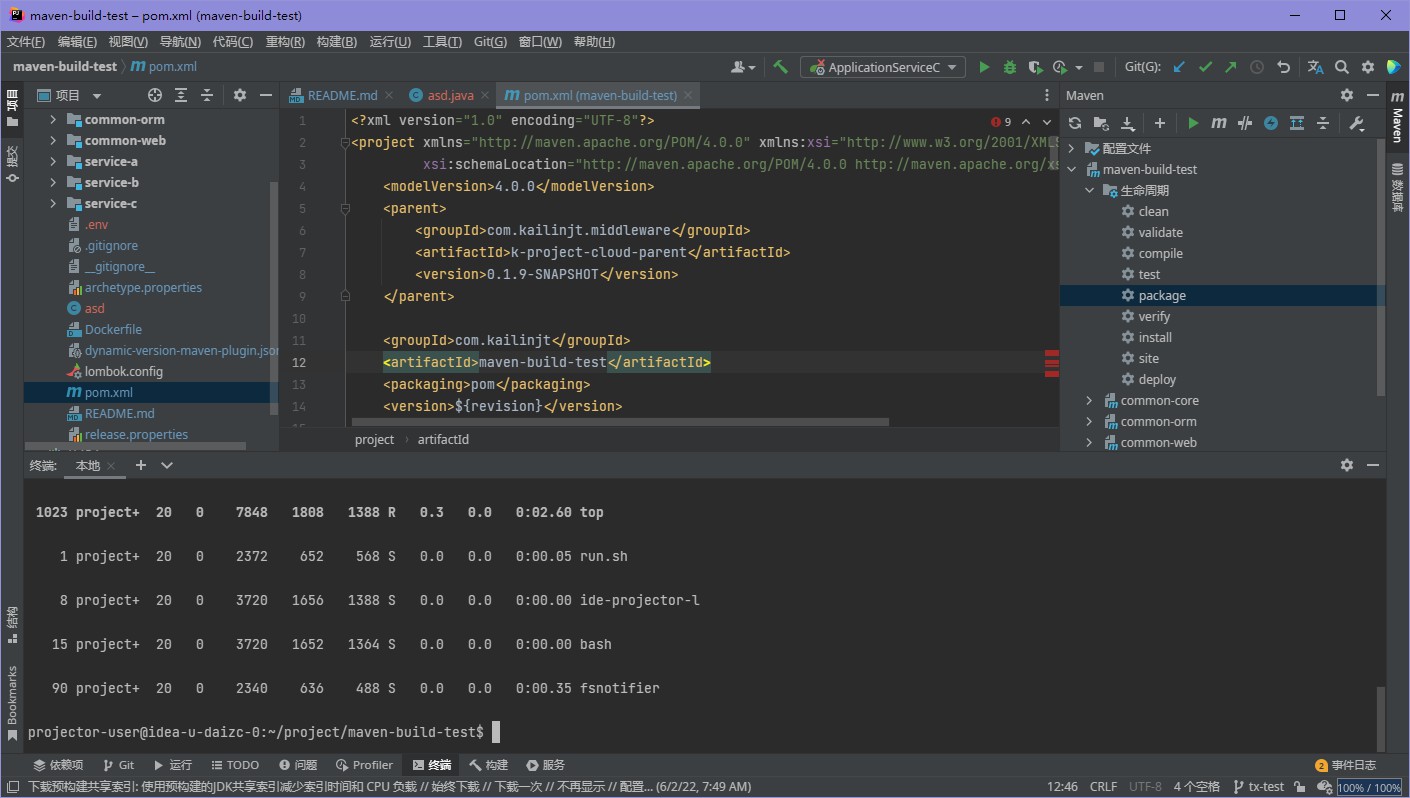 maven-build-test – pom.xml (maven-build-test)
文件(F) 编辑(E) 视图(V) 导航(N) 代码(C) 重构(R) 构建(B) 运行(U) 工具(T) Git(G) 窗口(W) 帮助(H)
maven-build-test pom.xml ApplicationServiceC Git(G):
项目
提交
结构
Bookmarks
项目
common-orm
common-web
service-a
service-b
service-c
.env
.gitignore
__gitignore__
archetype.properties
asd
Dockerfile
dynamic-version-maven-plugin.json
lombok.config
pom.xml
README.md
release.properties
README.md asd.java pom.xml (maven-build-test)
9
1 <?xml version="1.0" encoding="UTF-8"?>
2 <project xmlns="http://maven.apache.org/POM/4.0.0" xmlns:xsi="http://www.w3.org/2001/XMLS
3 xsi:schemaLocation="http://maven.apache.org/POM/4.0.0 http://maven.apache.org/xs
4 <modelVersion>4.0.0</modelVersion>
5 <parent>
6 <groupId>com.kailinjt.middleware</groupId>
7 <artifactId>k-project-cloud-parent</artifactId>
8 <version>0.1.9-SNAPSHOT</version>
9 </parent>
10
11 <groupId>com.kailinjt</groupId>
12 <artifactId>maven-build-test</artifactId>
13 <packaging>pom</packaging>
14 <version>${revision}</version>
project artifactId
Maven
配置文件
maven-build-test
生命周期
clean
validate
compile
test
package
verify
install
site
deploy
common-core
common-orm
common-web
Maven
数据库
终端: 本地
1023 project+ 20 0 7848 1808 1388 R 0.3 0.0 0:02.60 top
1 project+ 20 0 2372 652 568 S 0.0 0.0 0:00.05 run.sh
8 project+ 20 0 3720 1656 1388 S 0.0 0.0 0:00.00 ide-projector-l
15 project+ 20 0 3720 1652 1364 S 0.0 0.0 0:00.00 bash
90 project+ 20 0 2340 636 488 S 0.0 0.0 0:00.35 fsnotifier
projector-user@idea-u-daizc-0:~/project/maven-build-test$
依赖项 Git 运行 TODO 问题 Profiler 终端 构建 服务 2 事件日志
下载预构建共享索引: 使用预构建的JDK共享索引减少索引时间和 CPU 负载 // 始终下载 // 下载一次 // 不再显示 // 配置... (6/2/22, 7:49 AM) 12:46 CRLF UTF-8 4 个空格 tx-test 100% / 100%